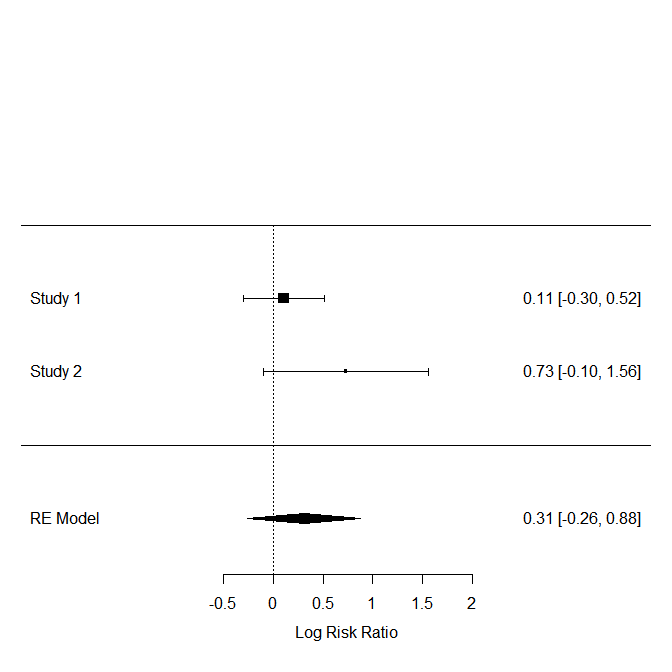 Study 1 0.11 [-0.30, 0.52]
Study 2 0.73 [-0.10, 1.56]
RE Model 0.31 [-0.26, 0.88]
-0.5 0 0.5 1 1.5 2
Log Risk Ratio